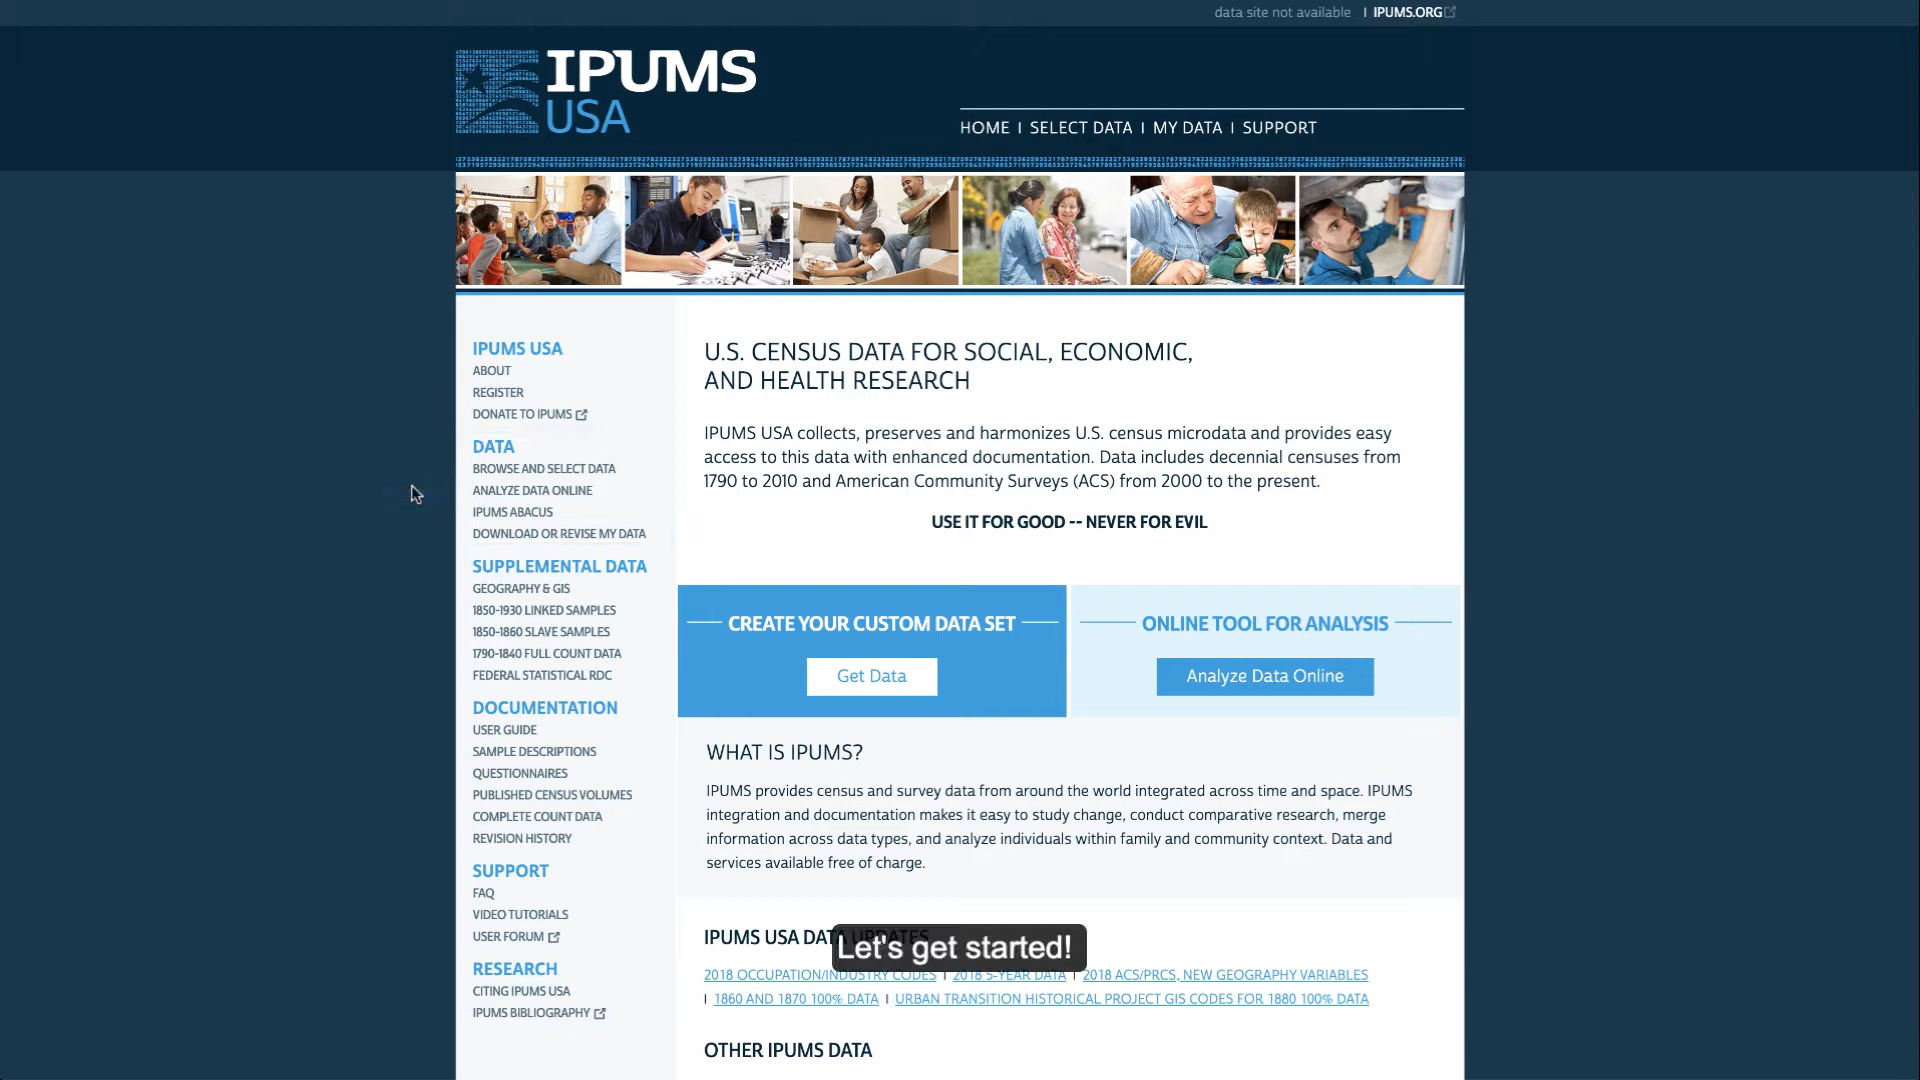 data site not available | IPUMS.ORG
IPUMS
USA
HOME | SELECT DATA | MY DATA | SUPPORT
IPUMS USA
ABOUT
REGISTER
DONATE TO IPUMS
DATA
BROWSE AND SELECT DATA
ANALYZE DATA ONLINE
IPUMS ABACUS
DOWNLOAD OR REVISE MY DATA
SUPPLEMENTAL DATA
GEOGRAPHY & GIS
1850-1930 LINKED SAMPLES
1850-1860 SLAVE SAMPLES
1790-1840 FULL COUNT DATA
FEDERAL STATISTICAL RDC
DOCUMENTATION
USER GUIDE
SAMPLE DESCRIPTIONS
QUESTIONNAIRES
PUBLISHED CENSUS VOLUMES
COMPLETE COUNT DATA
REVISION HISTORY
SUPPORT
FAQ
VIDEO TUTORIALS
USER FORUM
RESEARCH
CITING IPUMS USA
IPUMS BIBLIOGRAPHY
U.S. CENSUS DATA FOR SOCIAL, ECONOMIC,
AND HEALTH RESEARCH
IPUMS USA collects, preserves and harmonizes U.S. census microdata and provides easy
access to this data with enhanced documentation. Data includes decennial censuses from
1790 to 2010 and American Community Surveys (ACS) from 2000 to the present.
USE IT FOR GOOD -- NEVER FOR EVIL
CREATE YOUR CUSTOM DATA SET
Get Data
ONLINE TOOL FOR ANALYSIS
Analyze Data Online
WHAT IS IPUMS?
IPUMS provides census and survey data from around the world integrated across time and space. IPUMS
integration and documentation makes it easy to study change, conduct comparative research, merge
information across data types, and analyze individuals within family and community context. Data and
services available free of charge.
IPUMS USA DATA UPDATES
Let's get started!
2018 OCCUPATION/INDUSTRY CODES | 2018 5-YEAR DATA | 2018 ACS/PRCS, NEW GEOGRAPHY VARIABLES
| 1860 AND 1870 100% DATA | URBAN TRANSITION HISTORICAL PROJECT GIS CODES FOR 1880 100% DATA
OTHER IPUMS DATA